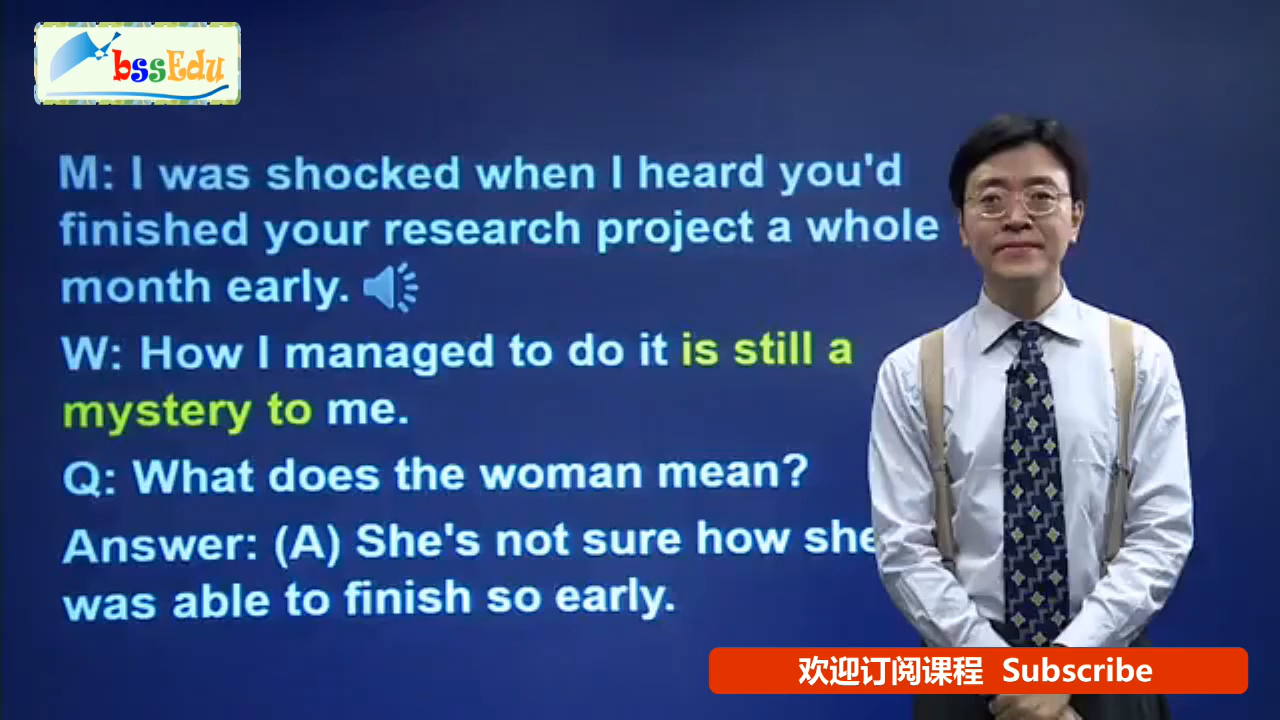 bssEdu
M: I was shocked when I heard you'd
finished your research project a whole
month early.
W: How I managed to do it is still a
mystery to me.
Q: What does the woman mean?
Answer: (A) She's not sure how she
was able to finish so early.
欢迎订阅课程 Subscribe